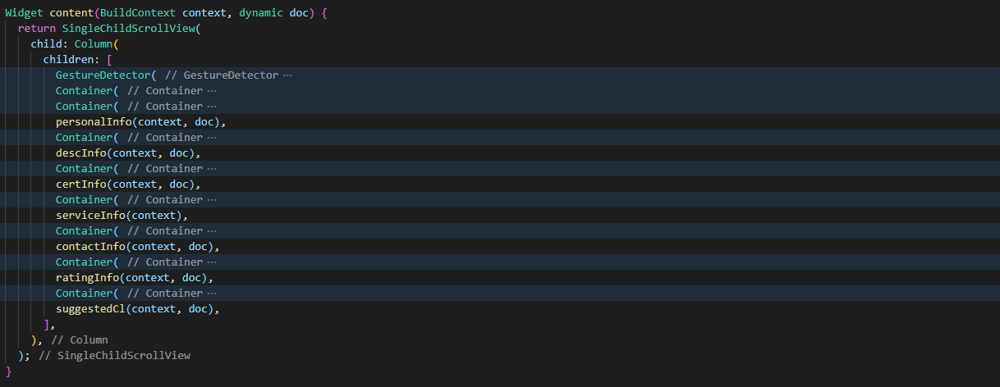 Widget content(BuildContext context, dynamic doc) {
return SingleChildScrollView(
child: Column(
children: [
GestureDetector( // GestureDetector ⋯
Container( // Container ⋯
Container( // Container ⋯
personalInfo(context, doc),
Container( // Container ⋯
descInfo(context, doc),
Container( // Container ⋯
certInfo(context, doc),
Container( // Container ⋯
serviceInfo(context),
Container( // Container ⋯
contactInfo(context, doc),
Container( // Container ⋯
ratingInfo(context, doc),
Container( // Container ⋯
suggestedCl(context, doc),
],
), // Column
); // SingleChildScrollView
}